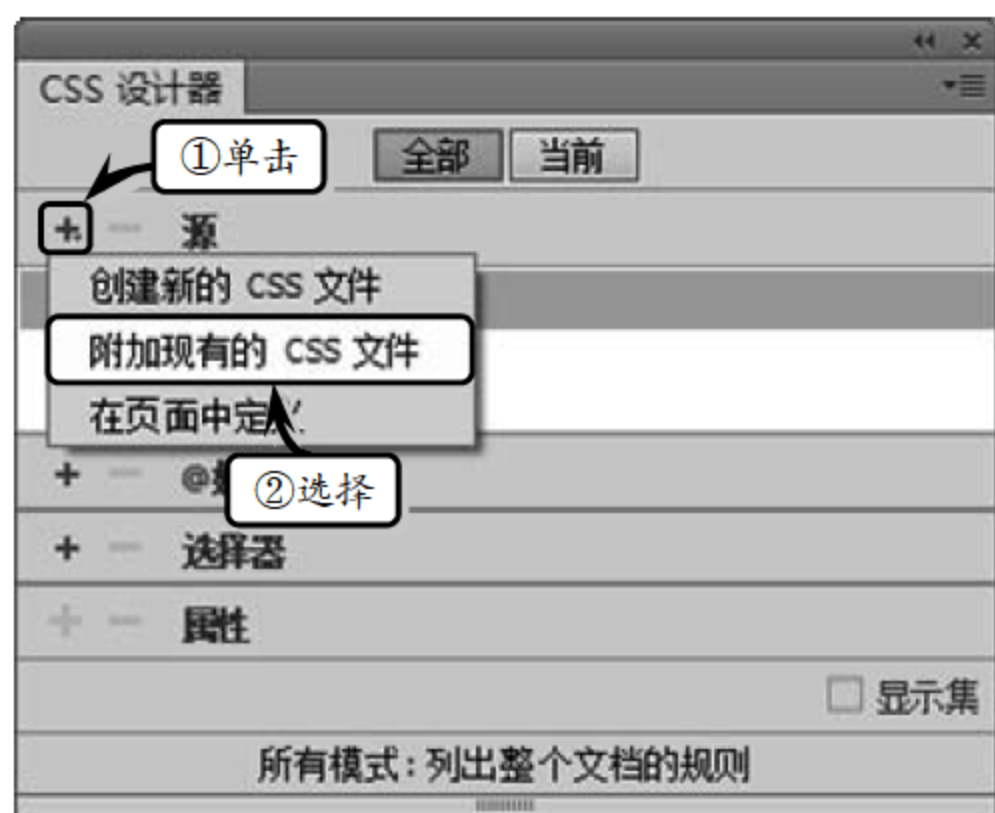 CSS 设计器
①单击
全部 当前
源
创建新的 CSS 文件
附加现有的 CSS 文件
在页面中定义
②选择
选择器
属性
显示集
所有模式:列出整个文档的规则